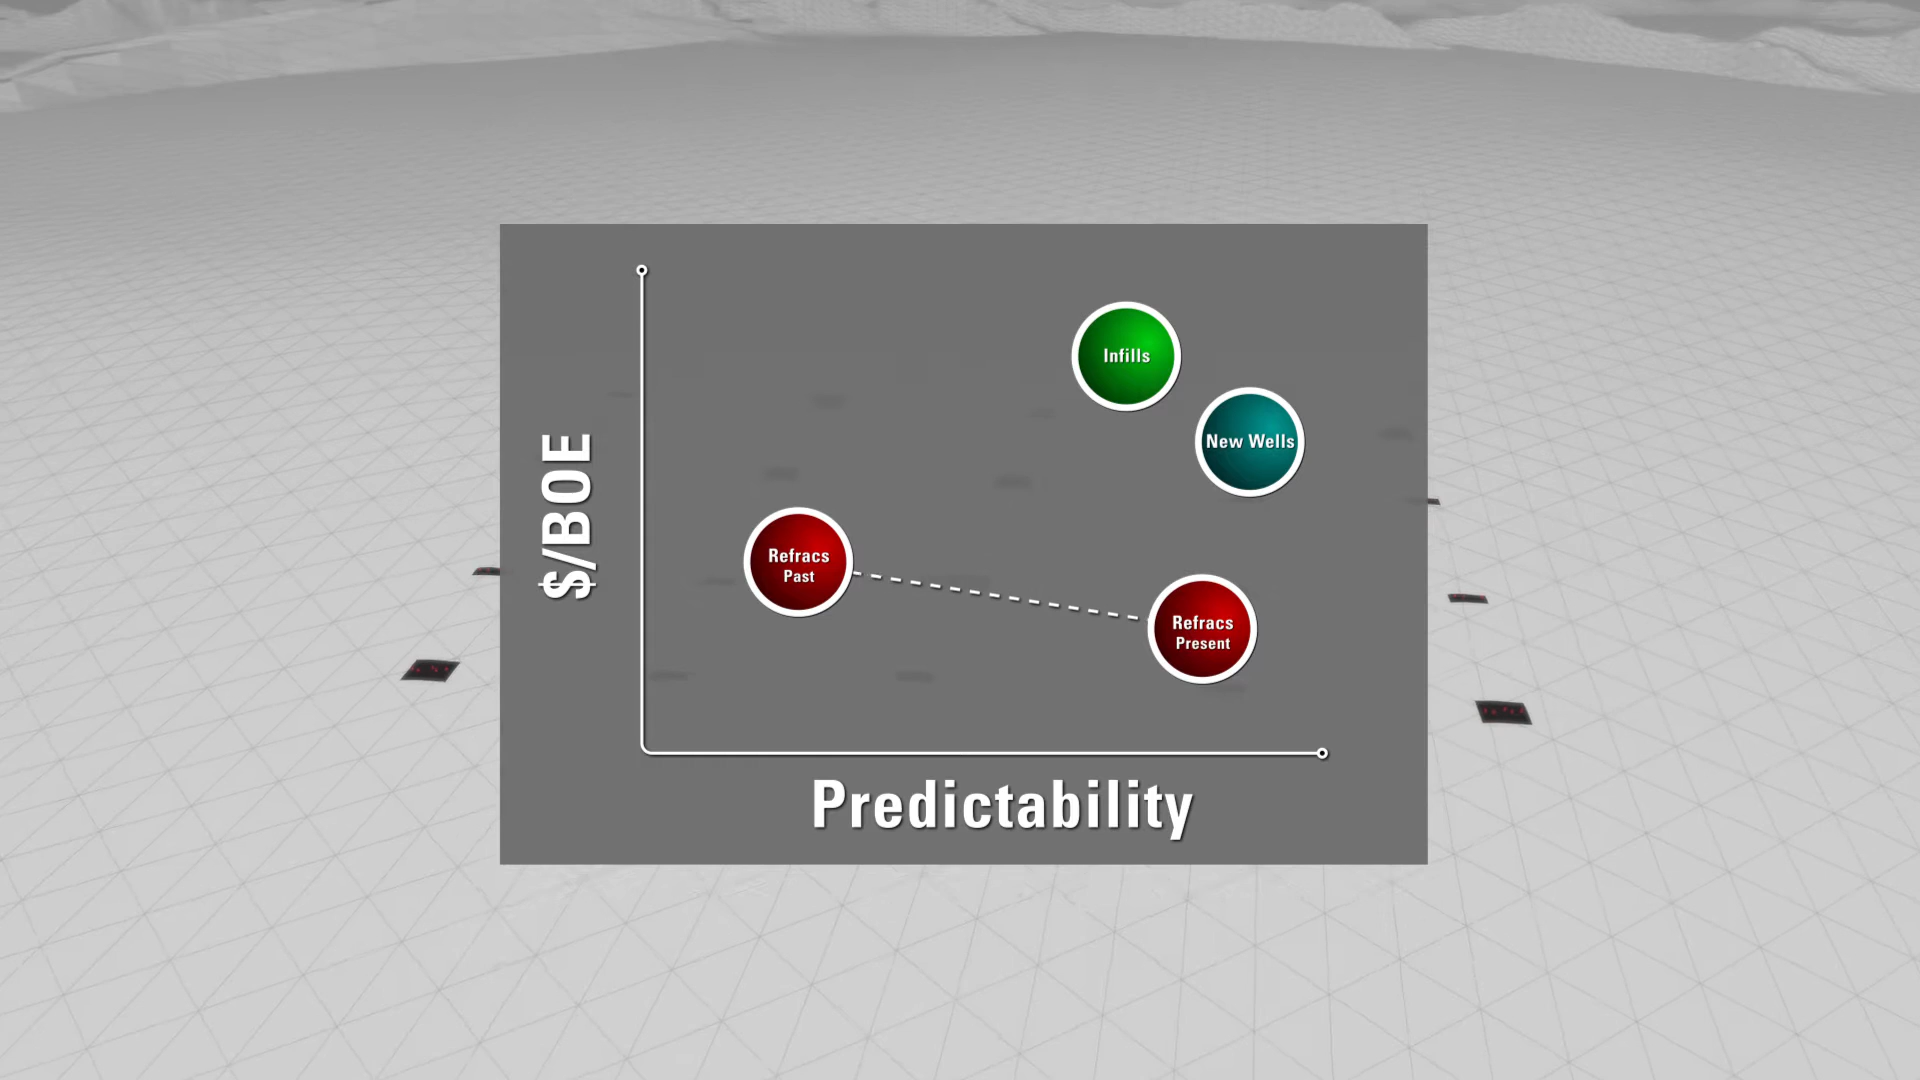 Infills
New Wells
$/BOE
Refracs
Past
Refracs
Present
Predictability